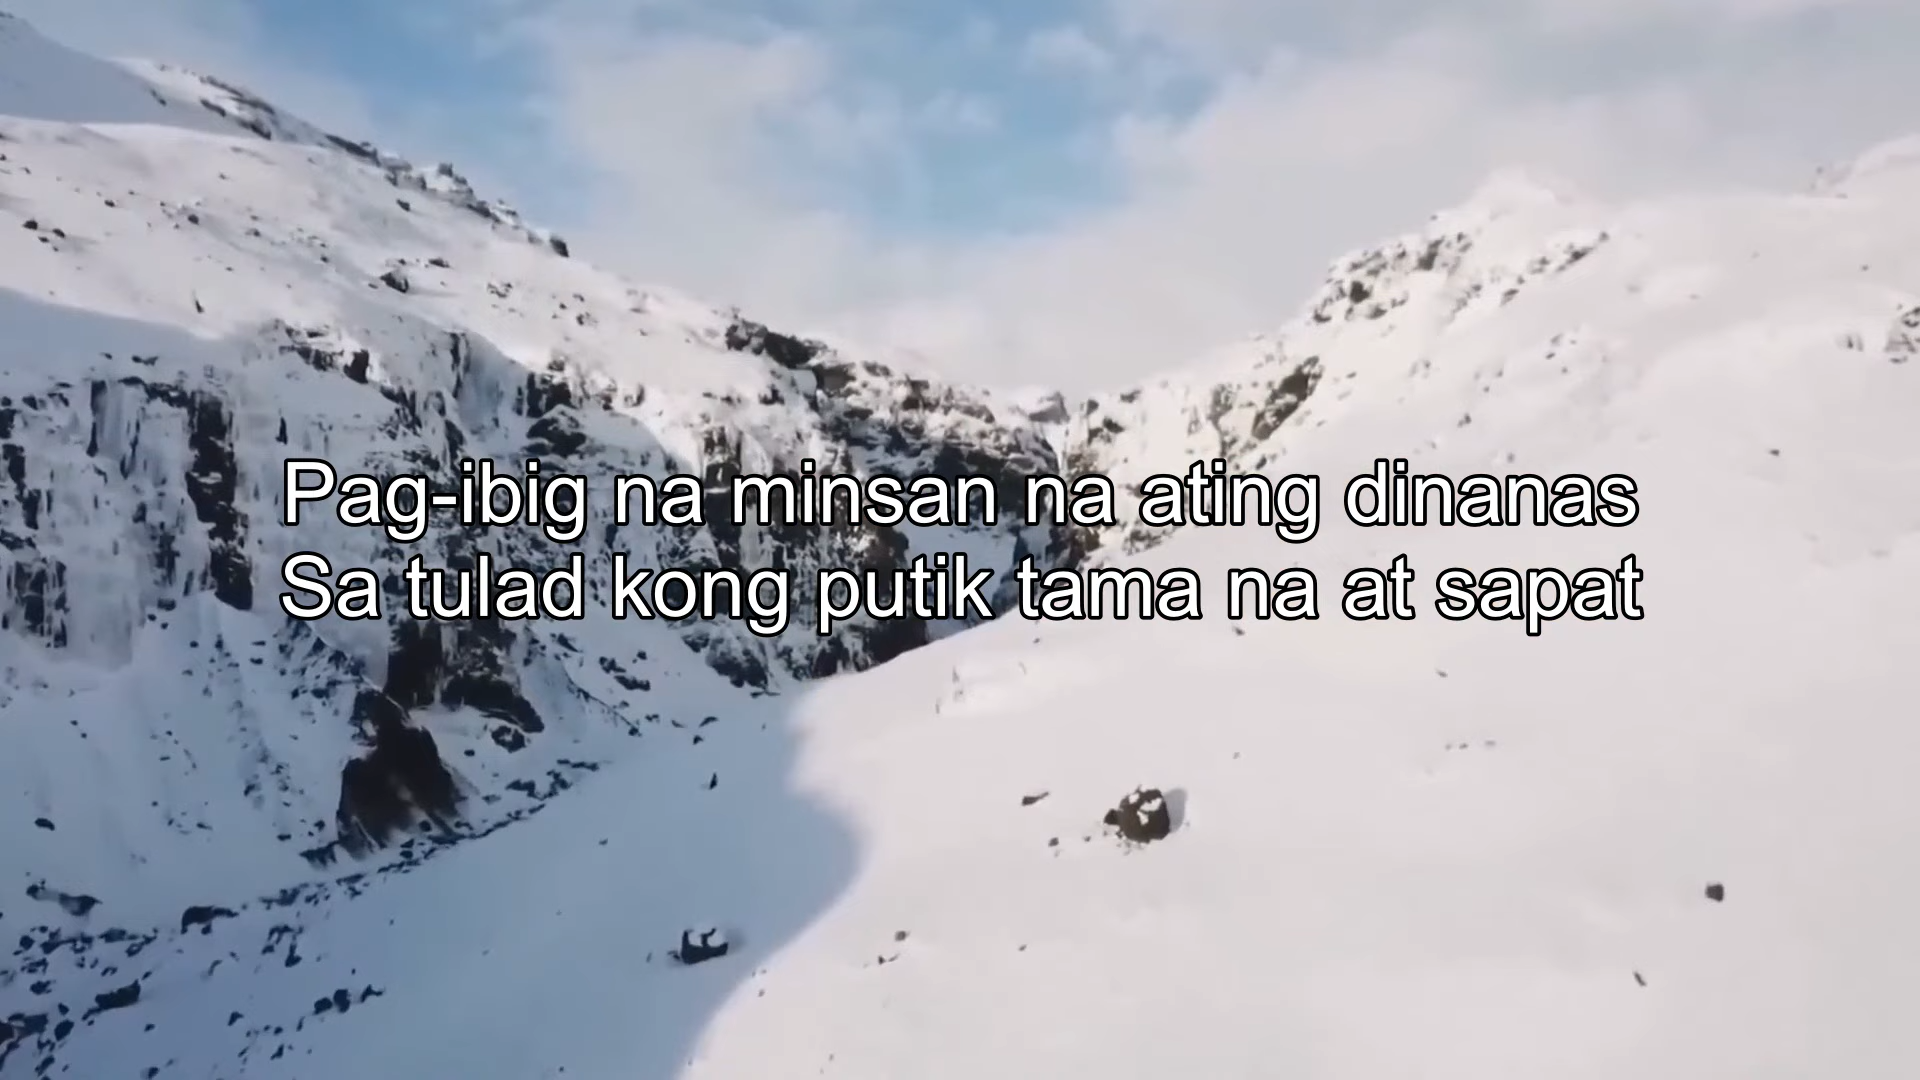 Pag-ibig na minsan na ating dinanas
Sa tulad kong putik tama na at sapat